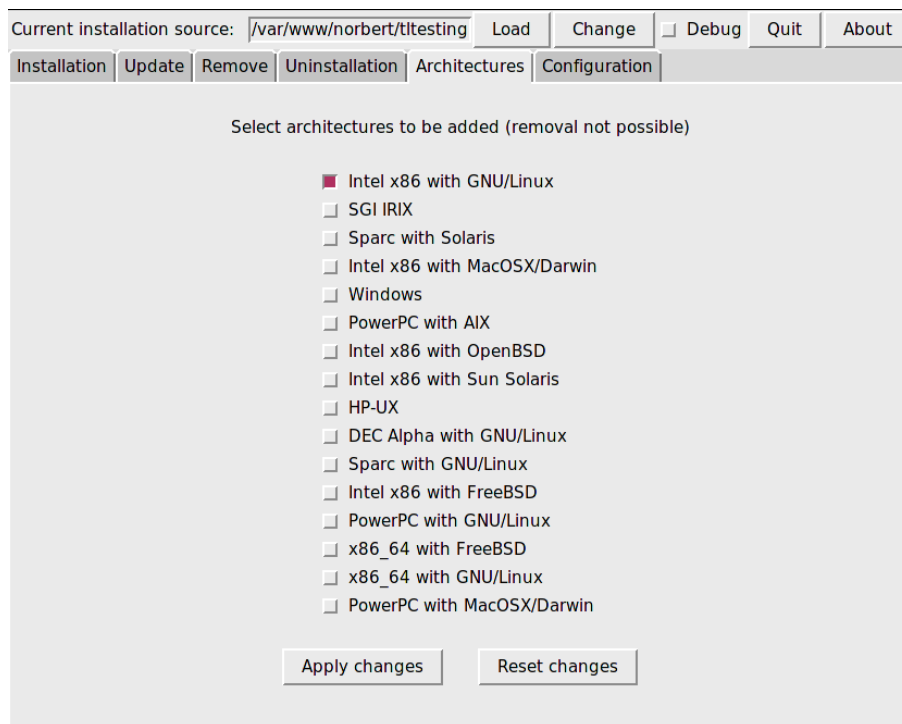 Current installation source: /var/www/norbert/tltesting Load Change Debug Quit About
Installation Update Remove Uninstallation Architectures Configuration
Select architectures to be added (removal not possible)
Intel x86 with GNU/Linux
SGI IRIX
Sparc with Solaris
Intel x86 with MacOSX/Darwin
Windows
PowerPC with AIX
Intel x86 with OpenBSD
Intel x86 with Sun Solaris
HP-UX
DEC Alpha with GNU/Linux
Sparc with GNU/Linux
Intel x86 with FreeBSD
PowerPC with GNU/Linux
x86_64 with FreeBSD
x86_64 with GNU/Linux
PowerPC with MacOSX/Darwin
Apply changes Reset changes